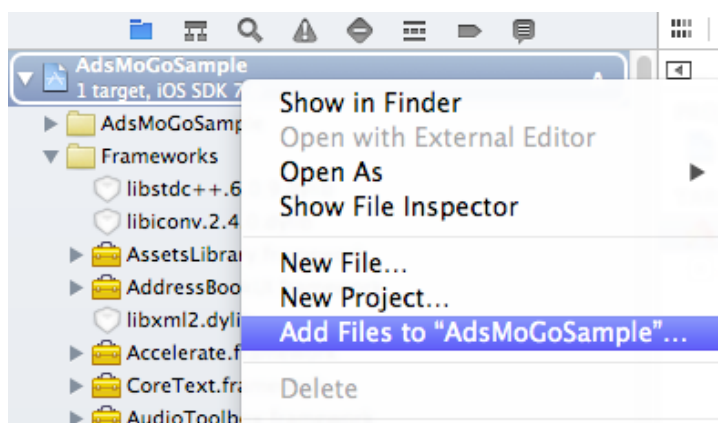 AdsMoGoSample
1 target, iOS SDK 7
AdsMoGoSamp
Frameworks
libstdc++.6
libiconv.2.4
AssetsLibra
AddressBoo
libxml2.dyli
Accelerate.f
CoreText.fra
AudioToolb
Show in Finder
Open with External Editor
Open As
Show File Inspector
New File...
New Project...
Add Files to “AdsMoGoSample”...
Delete